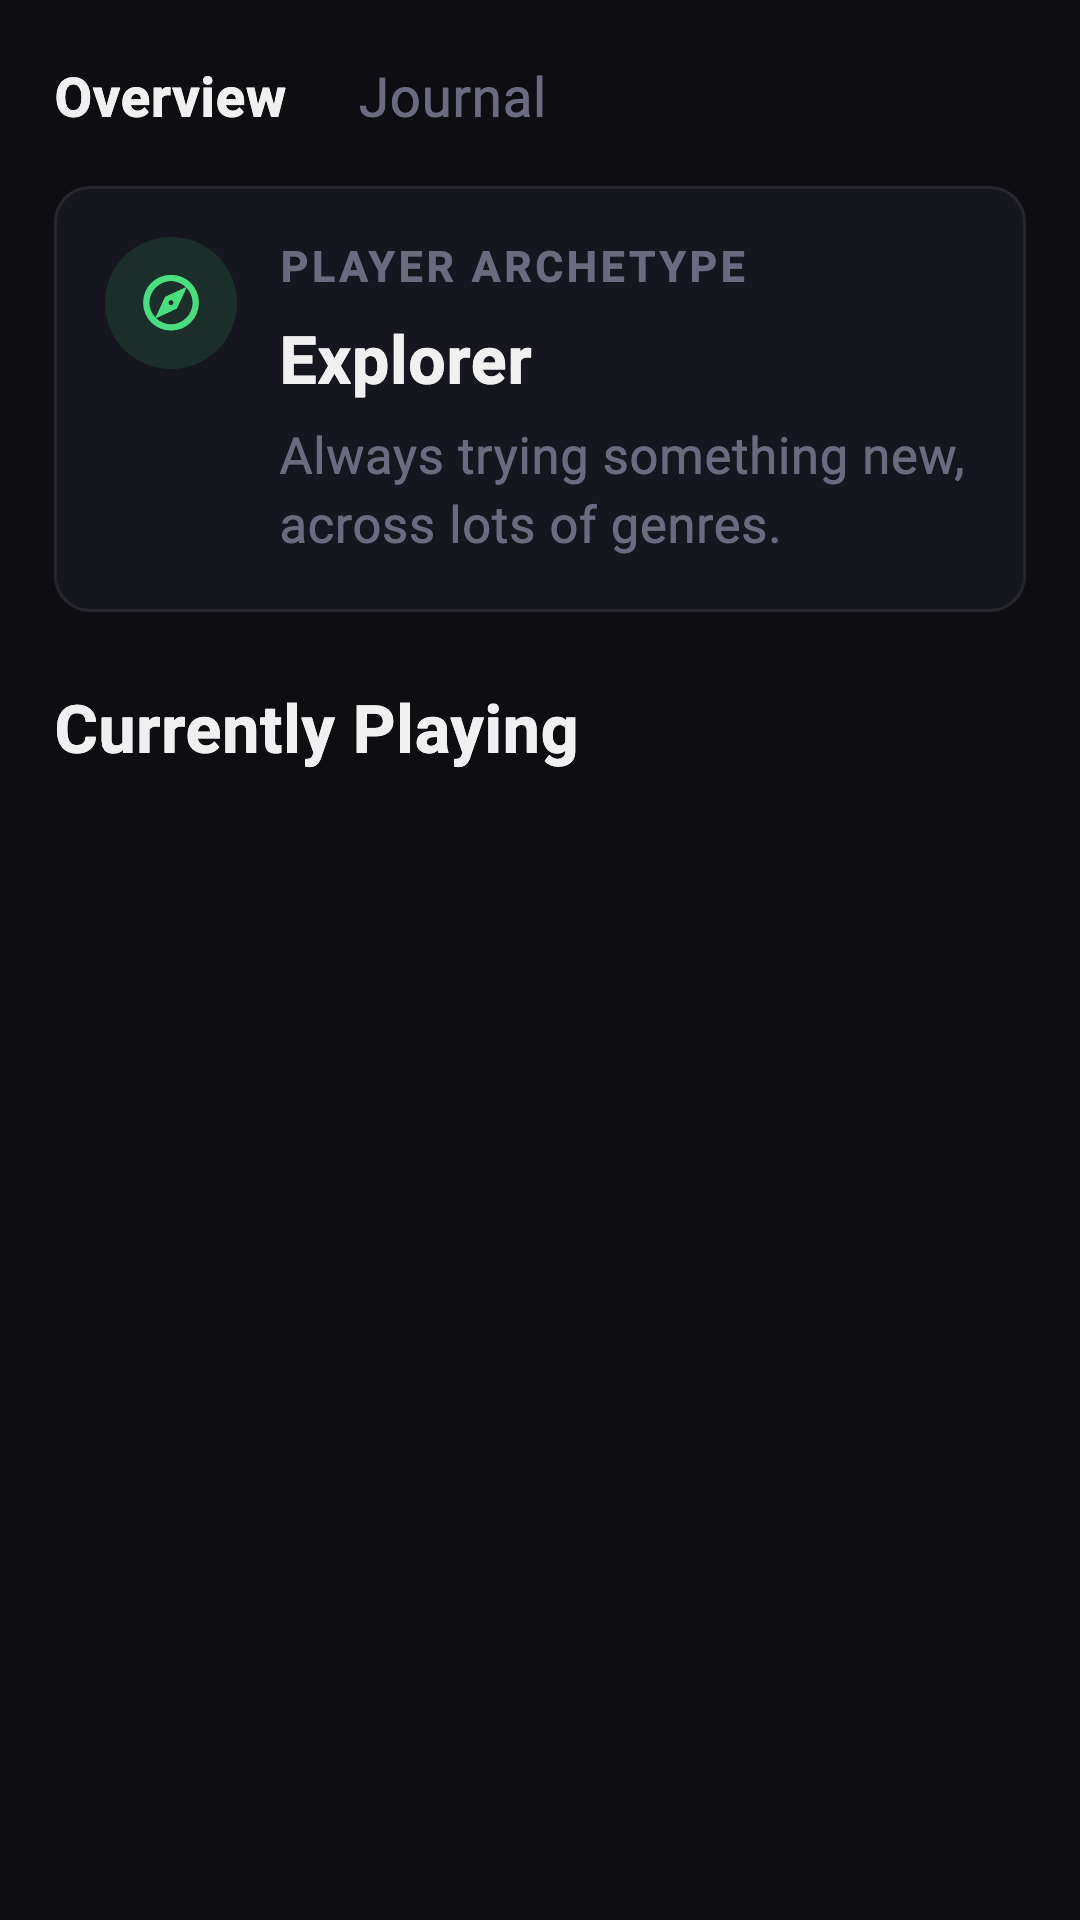 Overview Journal
PLAYER ARCHETYPE
Explorer
Always trying something new,
across lots of genres.
Currently Playing